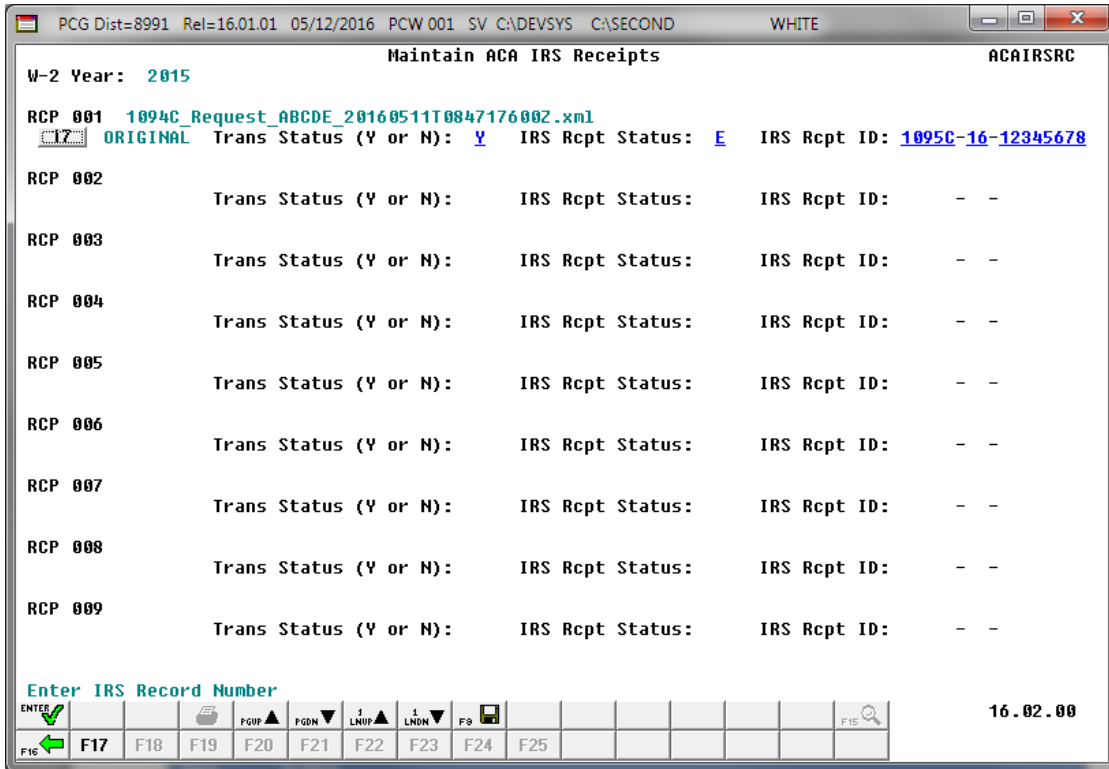 PCG Dist=8991 Rel=16.01.01 05/12/2016 PCW 001 SV C:\DEVSYS C:\SECOND WHITE
Maintain ACA IRS Receipts ACAIRSRC
W-2 Year: 2015
RCP 001 1094C_Request_ABCDE_20160511T084717600Z.xml
17 ORIGINAL Trans Status (Y or N): Y IRS Rcpt Status: E IRS Rcpt ID: 1095C-16-12345678
RCP 002
Trans Status (Y or N): IRS Rcpt Status: IRS Rcpt ID: - -
RCP 003
Trans Status (Y or N): IRS Rcpt Status: IRS Rcpt ID: - -
RCP 004
Trans Status (Y or N): IRS Rcpt Status: IRS Rcpt ID: - -
RCP 005
Trans Status (Y or N): IRS Rcpt Status: IRS Rcpt ID: - -
RCP 006
Trans Status (Y or N): IRS Rcpt Status: IRS Rcpt ID: - -
RCP 007
Trans Status (Y or N): IRS Rcpt Status: IRS Rcpt ID: - -
RCP 008
Trans Status (Y or N): IRS Rcpt Status: IRS Rcpt ID: - -
RCP 009
Trans Status (Y or N): IRS Rcpt Status: IRS Rcpt ID: - -
Enter IRS Record Number
ENTER PGUP PGDN 1 LNUP 1 LNDN F9 F15 16.02.00
F16 F17 F18 F19 F20 F21 F22 F23 F24 F25